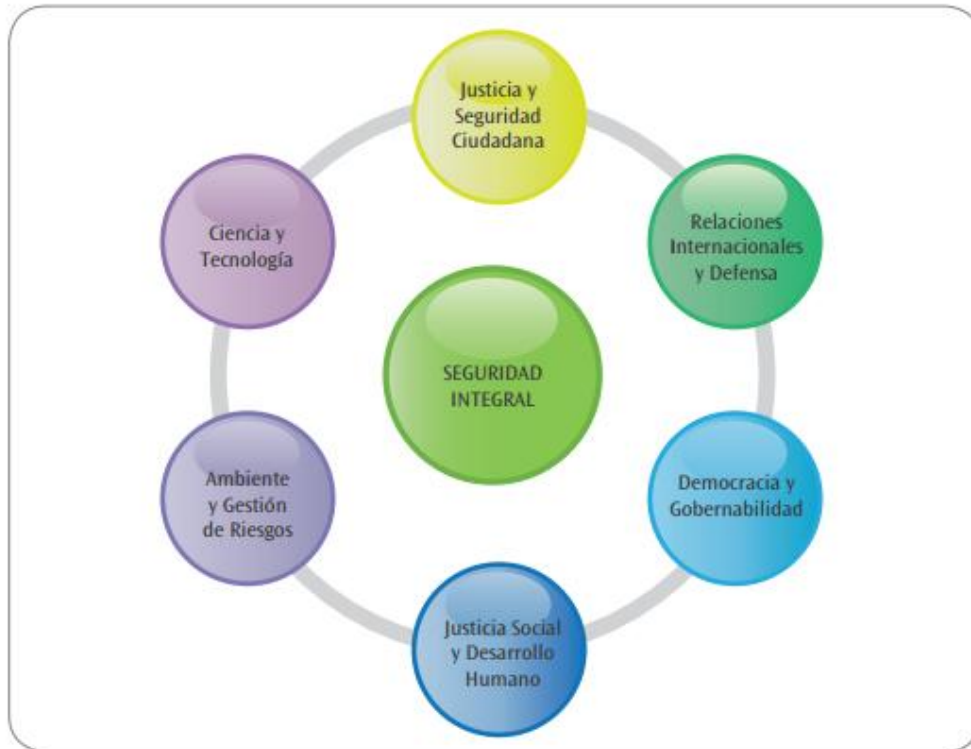 Justicia y
Seguridad
Ciudadana
Ciencia y
Tecnología
Relaciones
Internacionales
y Defensa
SEGURIDAD
INTEGRAL
Ambiente
y Gestión
de Riesgos
Democracia y
Gobernabilidad
Justicia Social
y Desarrollo
Humano